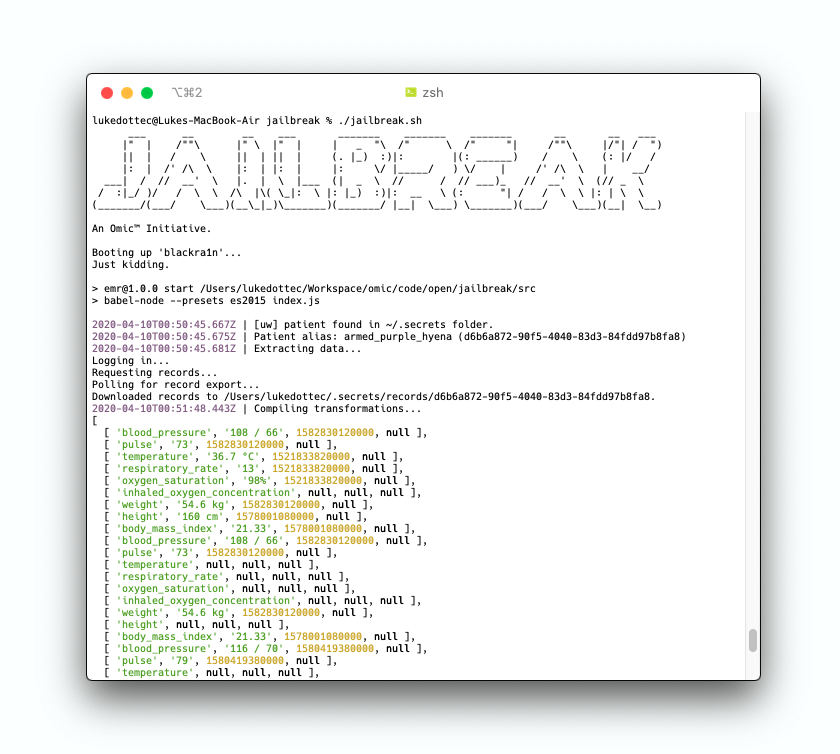 ⌥⌘2
zsh
lukedottec@Lukes-MacBook-Air jailbreak % ./jailbreak.sh
JAILBREAK
An Omic™ Initiative.
Booting up 'blackra1n'...
Just kidding.
> emr@1.0.0 start /Users/lukedottec/Workspace/omic/code/open/jailbreak/src
> babel-node --presets es2015 index.js
2020-04-10T00:50:45.667Z | [uw] patient found in ~/.secrets folder.
2020-04-10T00:50:45.675Z | Patient alias: armed_purple_hyena (d6b6a872-90f5-4040-83d3-84fdd97b8fa8)
2020-04-10T00:50:45.681Z | Extracting data...
Logging in...
Requesting records...
Polling for record export...
Downloaded records to /Users/lukedottec/.secrets/records/d6b6a872-90f5-4040-83d3-84fdd97b8fa8.
2020-04-10T00:51:48.443Z | Compiling transformations...
[
[ 'blood_pressure', '108 / 66', 1582830120000, null ],
[ 'pulse', '73', 1582830120000, null ],
[ 'temperature', '36.7 °C', 1521833820000, null ],
[ 'respiratory_rate', '13', 1521833820000, null ],
[ 'oxygen_saturation', '98%', 1521833820000, null ],
[ 'inhaled_oxygen_concentration', null, null, null ],
[ 'weight', '54.6 kg', 1582830120000, null ],
[ 'height', '160 cm', 1578001080000, null ],
[ 'body_mass_index', '21.33', 1578001080000, null ],
[ 'blood_pressure', '108 / 66', 1582830120000, null ],
[ 'pulse', '73', 1582830120000, null ],
[ 'temperature', null, null, null ],
[ 'respiratory_rate', null, null, null ],
[ 'oxygen_saturation', null, null, null ],
[ 'inhaled_oxygen_concentration', null, null, null ],
[ 'weight', '54.6 kg', 1582830120000, null ],
[ 'height', null, null, null ],
[ 'body_mass_index', '21.33', 1578001080000, null ],
[ 'blood_pressure', '116 / 70', 1580419380000, null ],
[ 'pulse', '79', 1580419380000, null ],
[ 'temperature', null, null, null ],